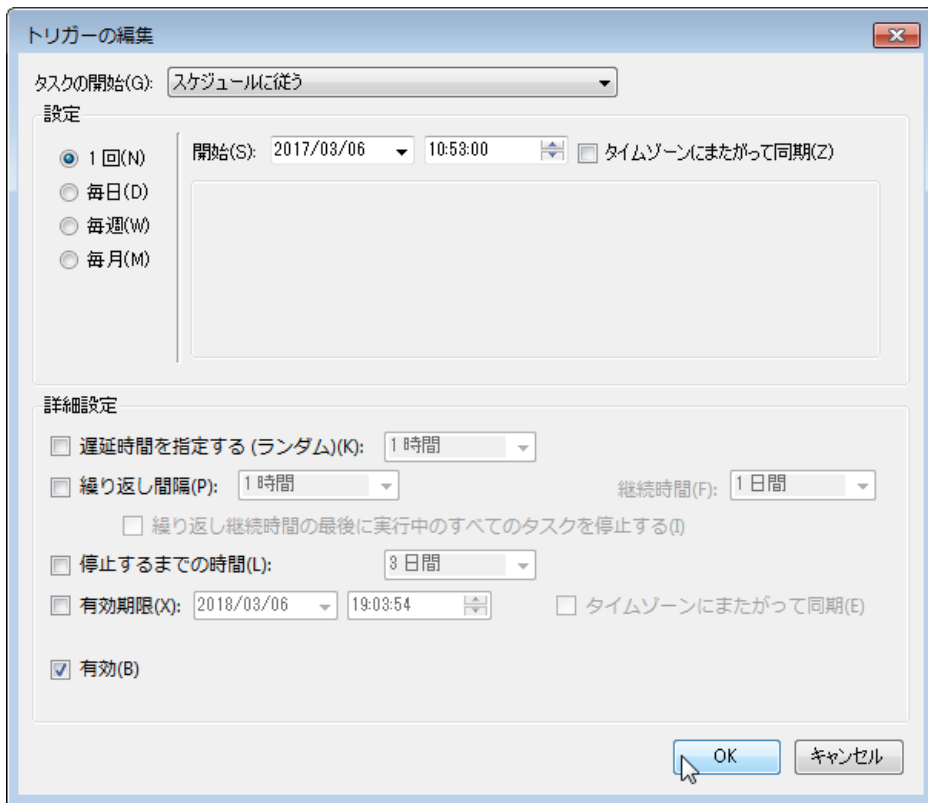 トリガーの編集
タスクの開始(G): スケジュールに従う
設定
1 回(N)
毎日(D)
毎週(W)
毎月(M)
開始(S): 2017/03/06 10:53:00 タイムゾーンにまたがって同期(Z)
詳細設定
遅延時間を指定する (ランダム)(K): 1 時間
繰り返し間隔(P): 1 時間 継続時間(F): 1 日間
繰り返し継続時間の最後に実行中のすべてのタスクを停止する(I)
停止するまでの時間(L): 3 日間
有効期限(X): 2018/03/06 19:03:54 タイムゾーンにまたがって同期(E)
有効(B)
OK キャンセル